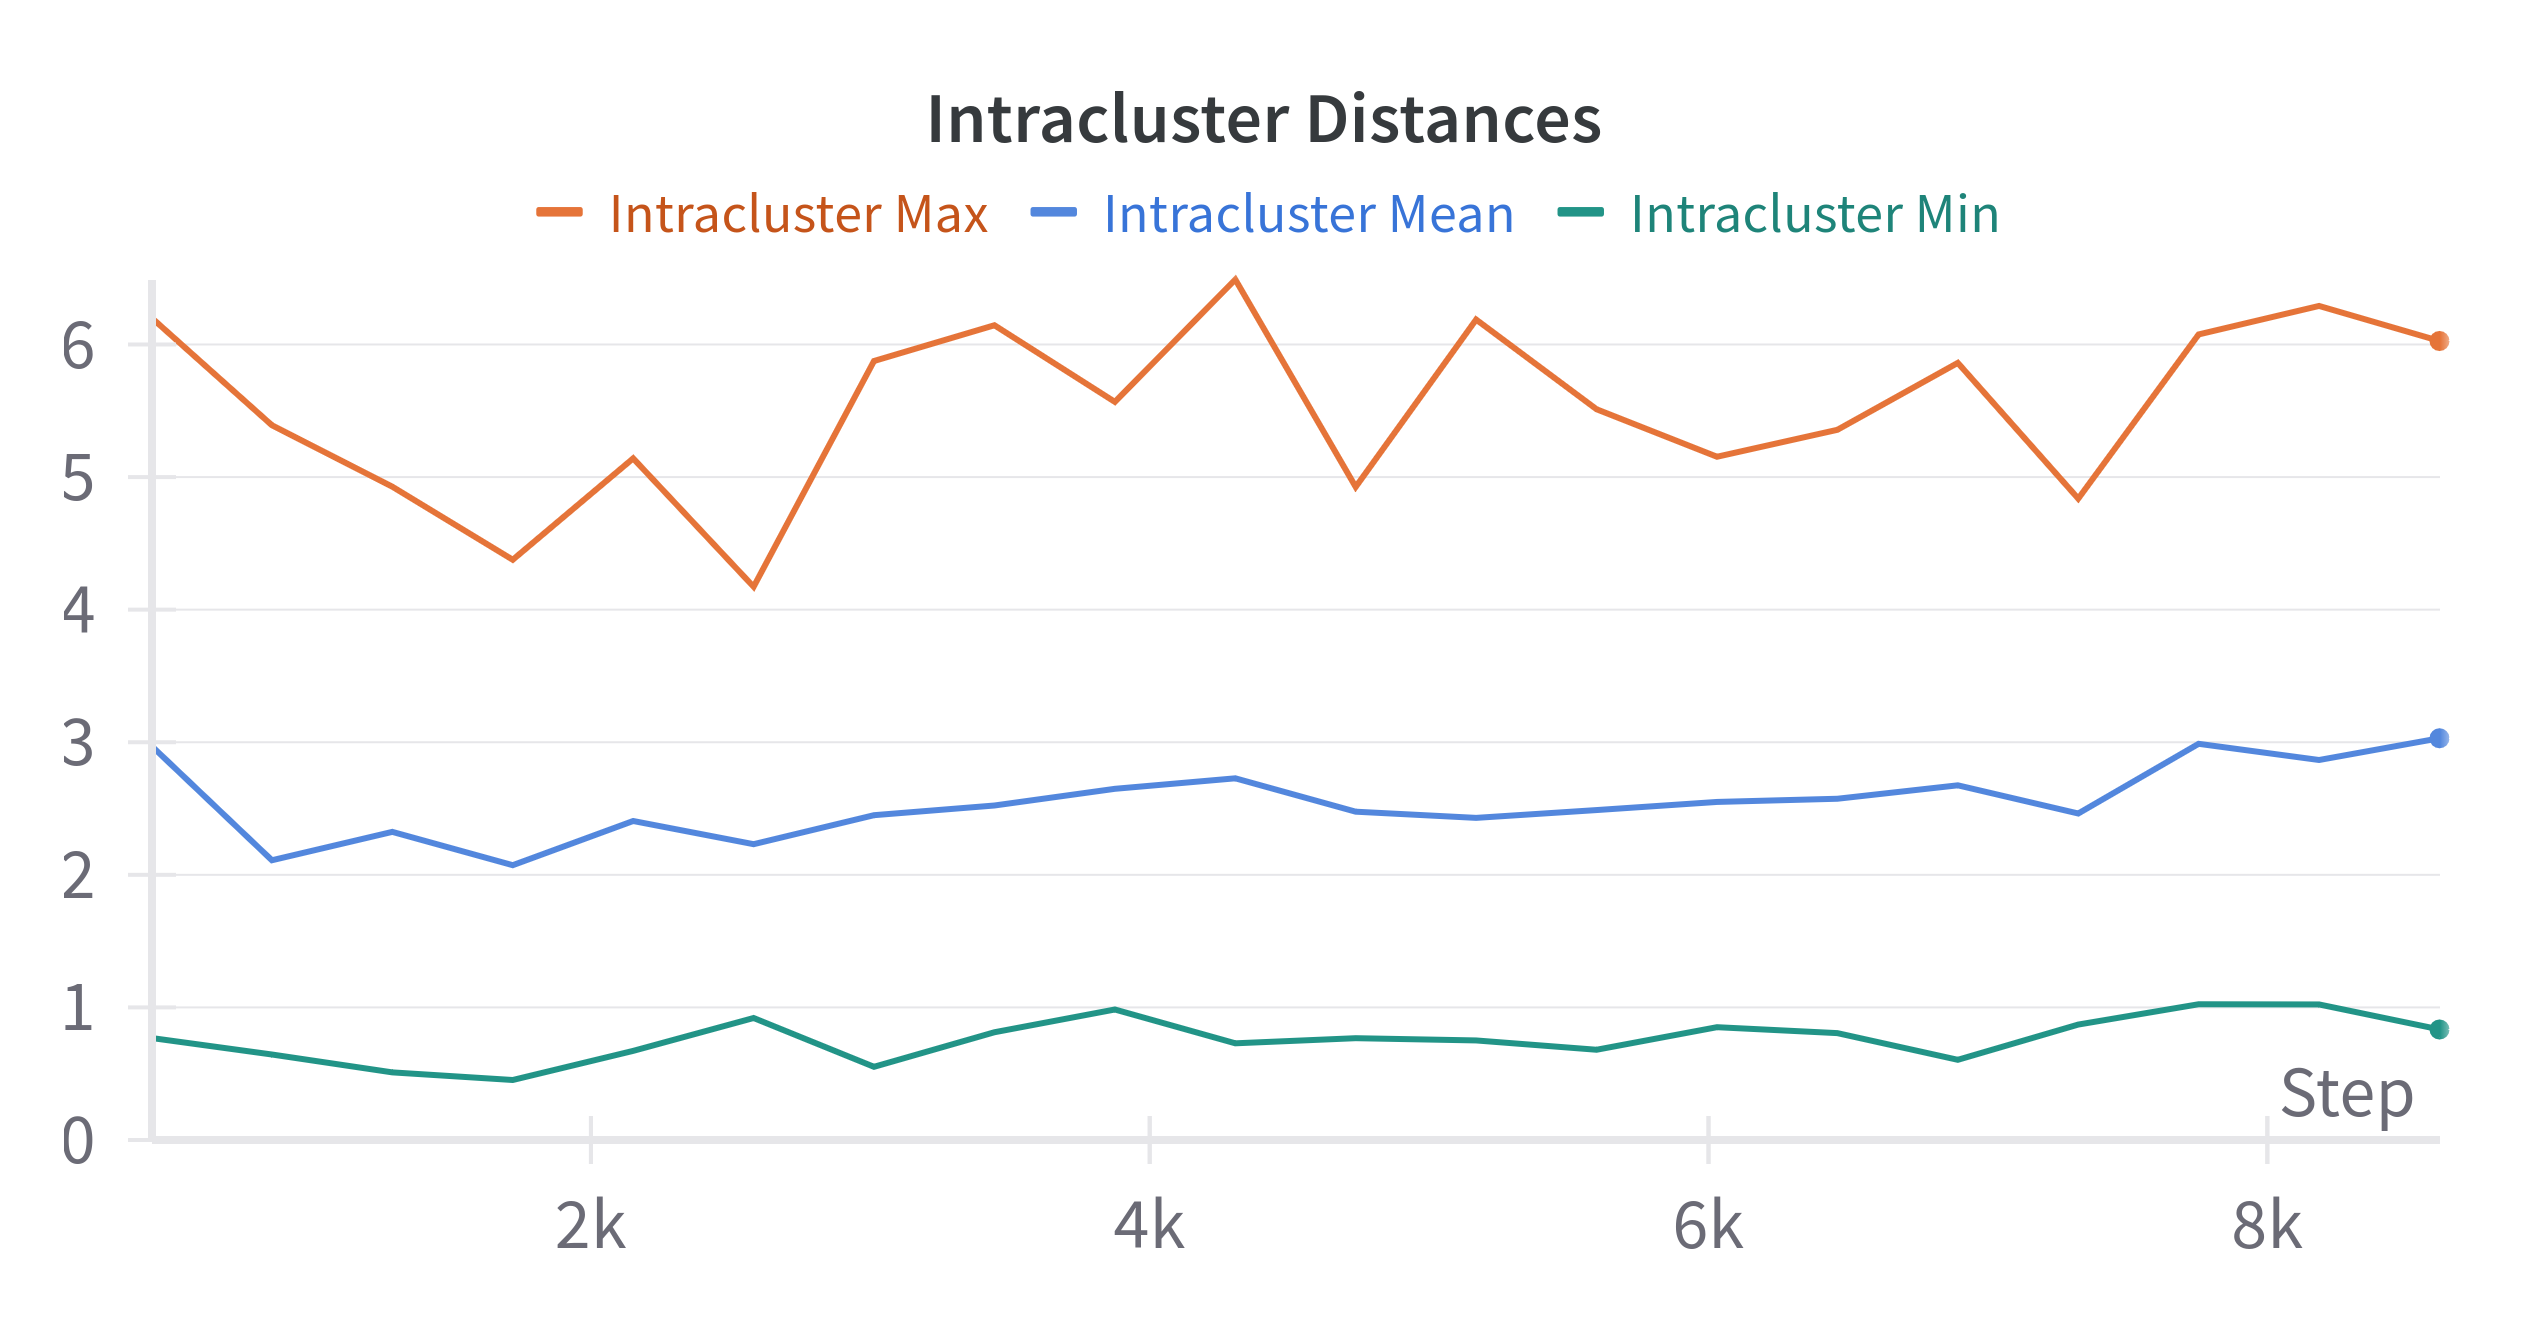 Intracluster Distances
Intracluster Max Intracluster Mean Intracluster Min
6
5
4
3
2
1
0
Step
2k 4k 6k 8k